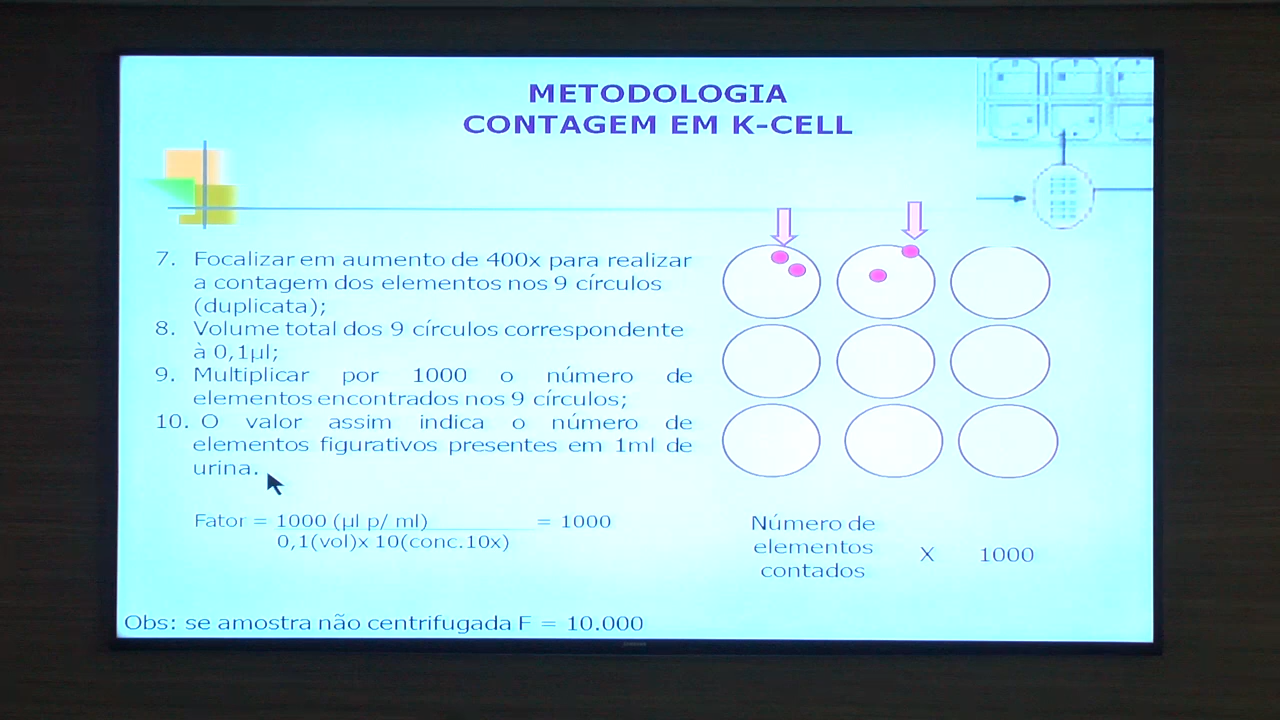 METODOLOGIA
CONTAGEM EM K-CELL
7. Focalizar em aumento de 400x para realizar
a contagem dos elementos nos 9 círculos
(duplicata);
8. Volume total dos 9 círculos correspondente
à 0,1µl;
9. Multiplicar por 1000 o número de
elementos encontrados nos 9 círculos;
10. O valor assim indica o número de
elementos figurativos presentes em 1ml de
urina.
Fator = 1000 (µl p/ ml)________ = 1000
0,1(vol)x 10(conc.10x)
Número de
elementos
contados
X 1000
Obs: se amostra não centrifugada F = 10.000